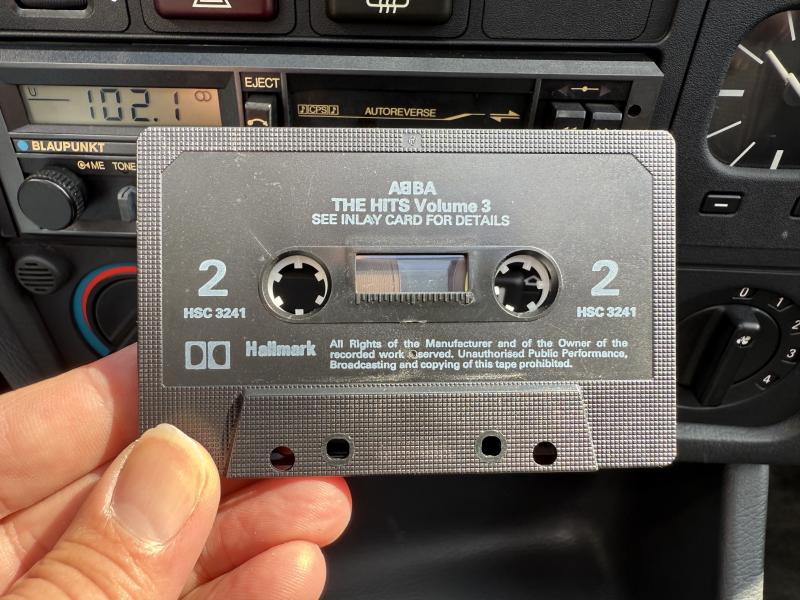 102.1
EJECT
CPS
AUTOREVERSE
BLAUPUNKT
ME TONE
ABBA
THE HITS Volume 3
SEE INLAY CARD FOR DETAILS
2 2
HSC 3241 HSC 3241
Hallmark
All Rights of the Manufacturer and of the Owner of the
recorded work served. Unauthorised Public Performance,
Broadcasting and copying of this tape prohibited.
0
1
2
3
4